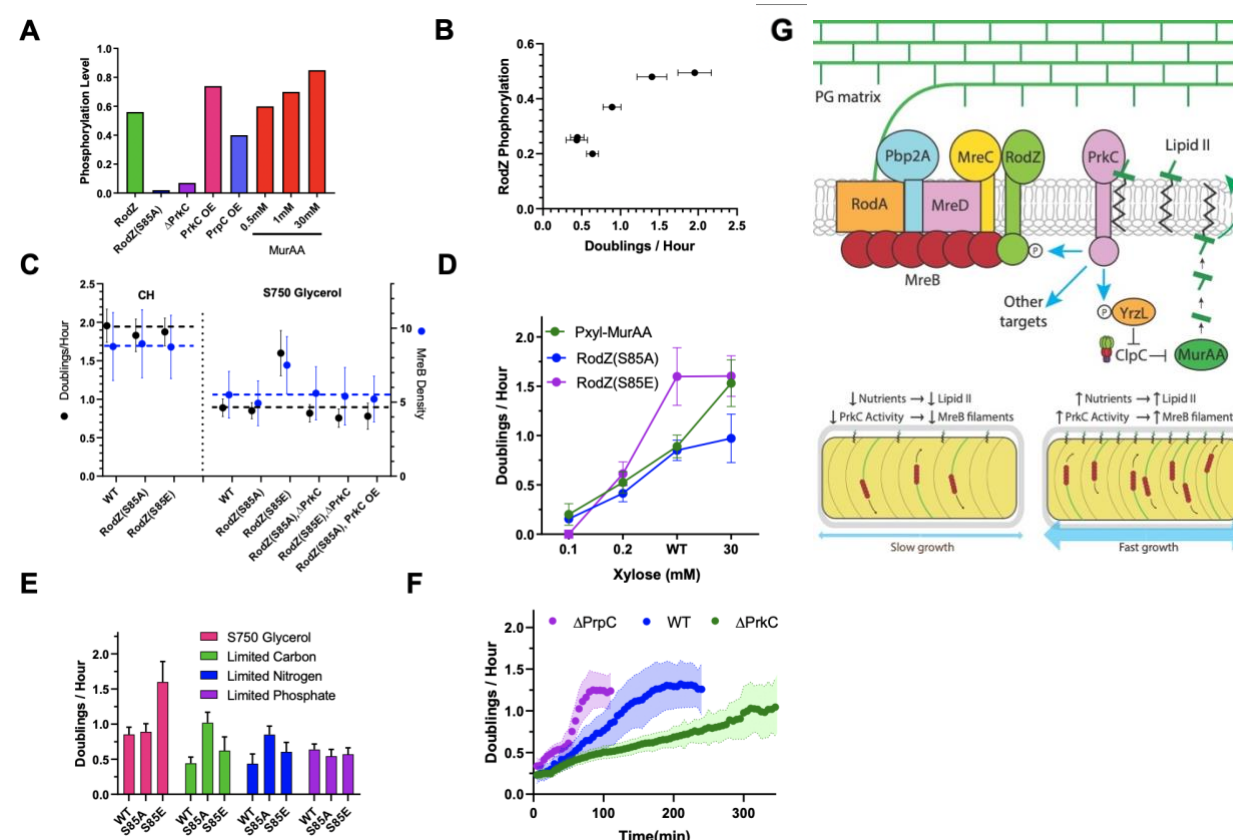 A
Phosphorylation Level
1.0
0.8
0.6
0.4
0.2
0.0
RodZ
RodZ(S85A)
ΔPrkC
PrkC OE
PrpC OE
0.5mM
1mM
30mM
MurAA
B
RodZ Phophorylation
0.6
0.4
0.2
0
0.0
0.5
1.0
1.5
2.0
2.5
Doublings / Hour
C
Doublings/Hour
2.5
2.0
1.5
1.0
0.5
0.0
CH
S750 Glycerol
10
5
0
MreB Density
WT
RodZ(S85A)
RodZ(S85E)
WT
RodZ(S85A)
RodZ(S85E)
RodZ(S85A),ΔPrkC
RodZ(S85E),ΔPrkC
RodZ(S85A), PrkC OE
D
Doublings / Hour
2.0
1.5
1.0
0.5
0.0
Pxyl-MurAA
RodZ(S85A)
RodZ(S85E)
0.1
0.2
WT
30
Xylose (mM)
E
Doublings / Hour
2.0
1.5
1.0
0.5
0.0
S750 Glycerol
Limited Carbon
Limited Nitrogen
Limited Phosphate
WT
S85A
S85E
WT
S85A
S85E
WT
S85A
S85E
WT
S85A
S85E
F
Doublings / Hour
2.0
1.5
1.0
0.5
0.0
ΔPrpC
WT
ΔPrkC
0
100
200
300
Time(min)
G
PG matrix
Pbp2A
MreC
RodZ
PrkC
Lipid II
RodA
MreD
MreB
P
Other
targets
P
YrzL
ClpC
MurAA
↓ Nutrients → ↓ Lipid II
↓ PrkC Activity → ↓ MreB filaments
Slow growth
↑ Nutrients → ↑ Lipid II
↑ PrkC Activity → ↑ MreB filament
Fast growth